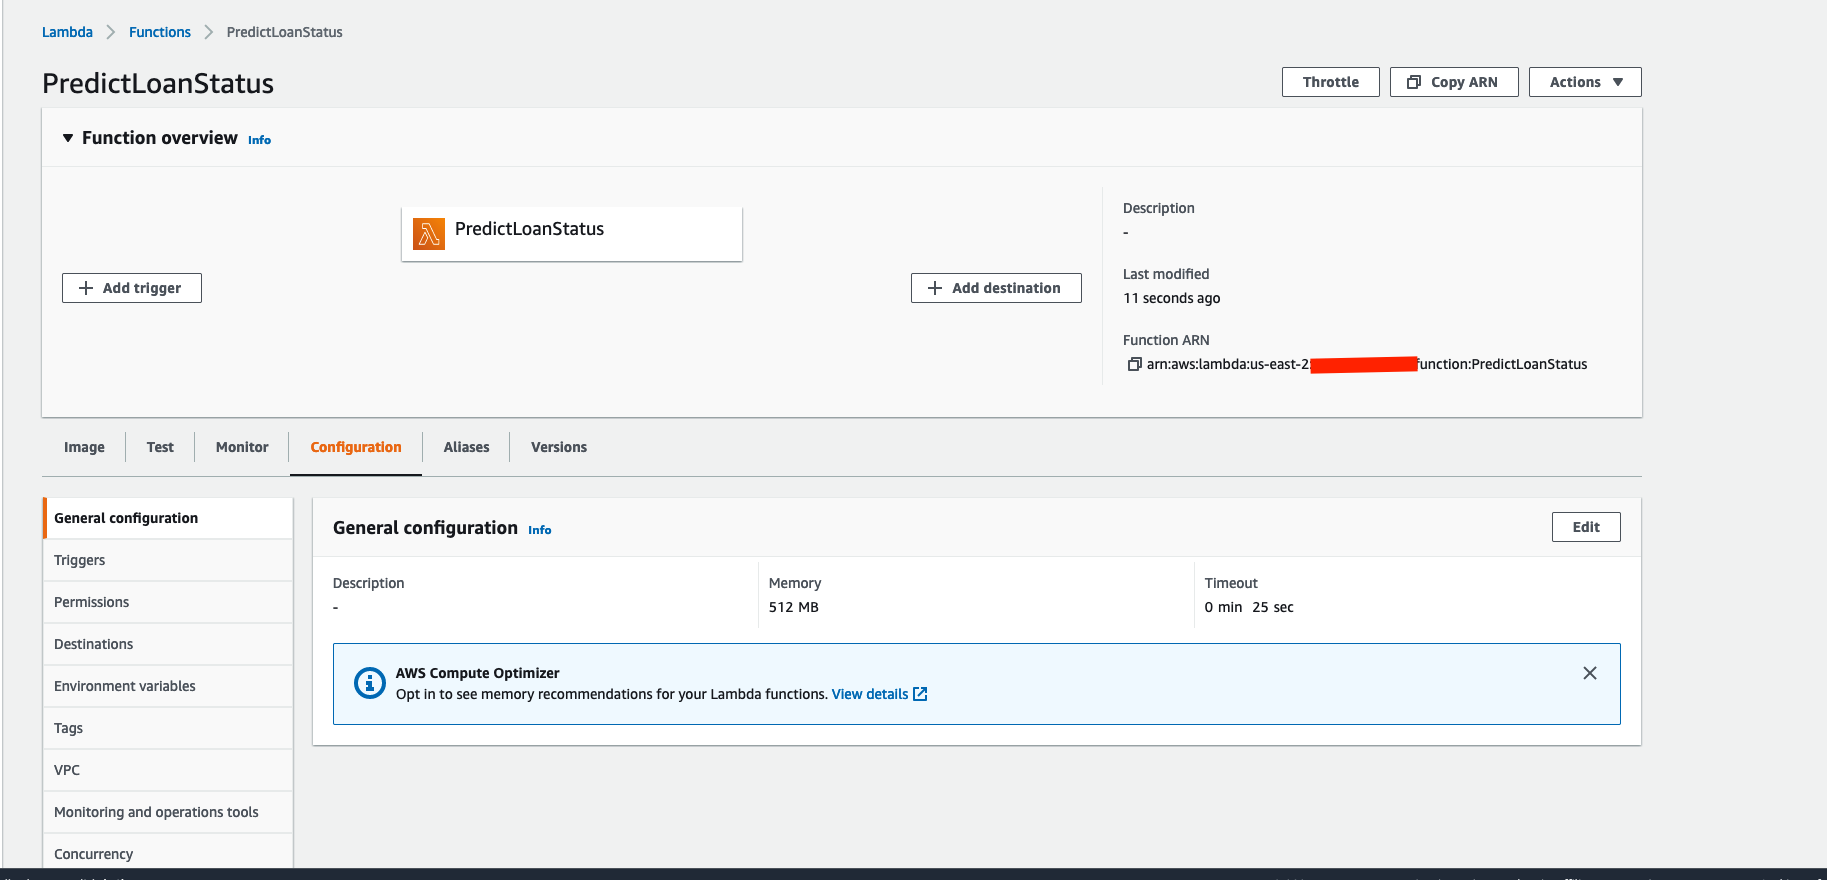 Lambda Functions PredictLoanStatus
PredictLoanStatus
Throttle Copy ARN Actions
Function overview Info
PredictLoanStatus
Add trigger
Add destination
Description
-
Last modified
11 seconds ago
Function ARN
arn:aws:lambda:us-east-2 unction:PredictLoanStatus
Image Test Monitor Configuration Aliases Versions
General configuration
Triggers
Permissions
Destinations
Environment variables
Tags
VPC
Monitoring and operations tools
Concurrency
General configuration Info
Edit
Description
-
Memory
512 MB
Timeout
0 min 25 sec
AWS Compute Optimizer
Opt in to see memory recommendations for your Lambda functions. View details